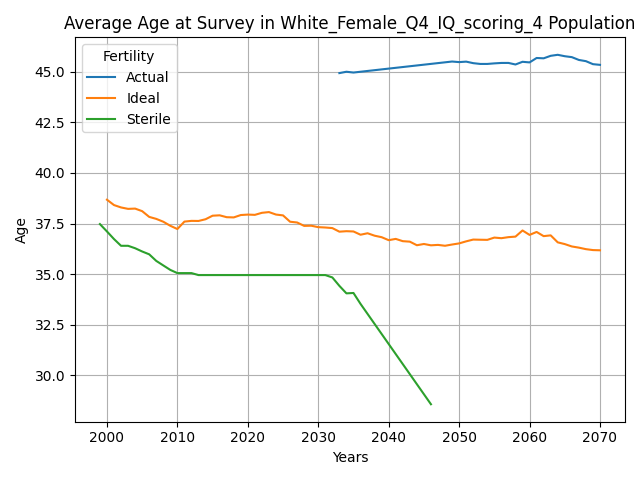 Average Age at Survey in White_Female_Q4_IQ_scoring_4 Population
Fertility
Actual
Ideal
Sterile
45.0
42.5
40.0
37.5
35.0
32.5
30.0
Age
2000 2010 2020 2030 2040 2050 2060 2070
Years